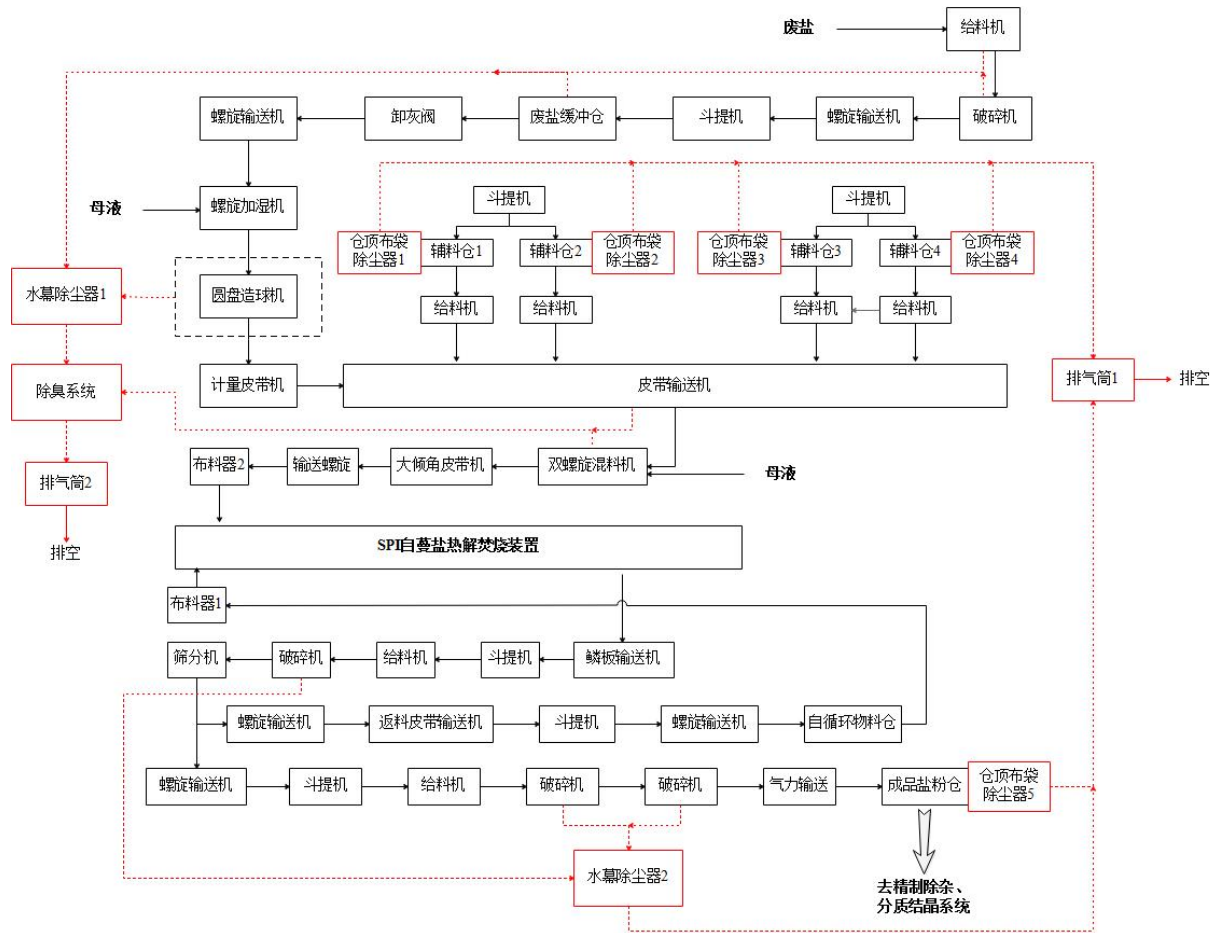 废盐
给料机
螺旋输送机
卸灰阀
废盐缓冲仓
斗提机
螺旋输送机
破碎机
母液
螺旋加湿机
斗提机
斗提机
仓顶布袋
除尘器1
辅料仓1
辅料仓2
仓顶布袋
除尘器2
仓顶布袋
除尘器3
辅料仓3
辅料仓4
仓顶布袋
除尘器4
水幕除尘器1
圆盘造球机
给料机
给料机
给料机
给料机
除臭系统
计量皮带机
皮带输送机
排气筒1
排空
布料器2
输送螺旋
大倾角皮带机
双螺旋混料机
母液
排气筒2
排空
SPI自蔓盐热解焚烧装置
布料器1
筛分机
破碎机
给料机
斗提机
鳞板输送机
螺旋输送机
返料皮带输送机
斗提机
螺旋输送机
自循环物料仓
螺旋输送机
斗提机
给料机
破碎机
破碎机
气力输送
成品盐粉仓
仓顶布袋
除尘器5
水幕除尘器2
去精制除杂、
分质结晶系统